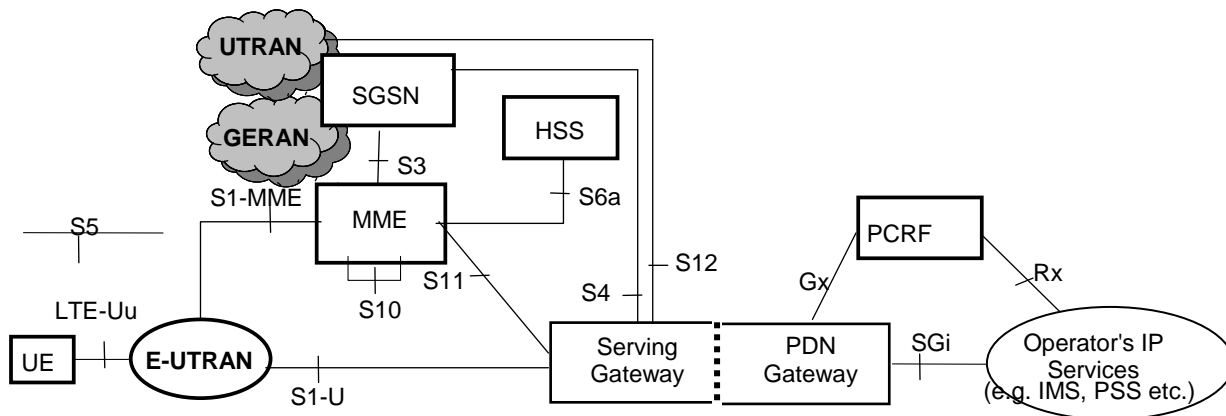 UTRAN
SGSN
GERAN
HSS
S3
S1-MME
S6a
MME
S5
PCRF
S11
S12
Gx
Rx
S10
S4
LTE-Uu
UE
E-UTRAN
Serving
Gateway
PDN
Gateway
SGi
Operator's IP
Services
(e.g. IMS, PSS etc.)
S1-U